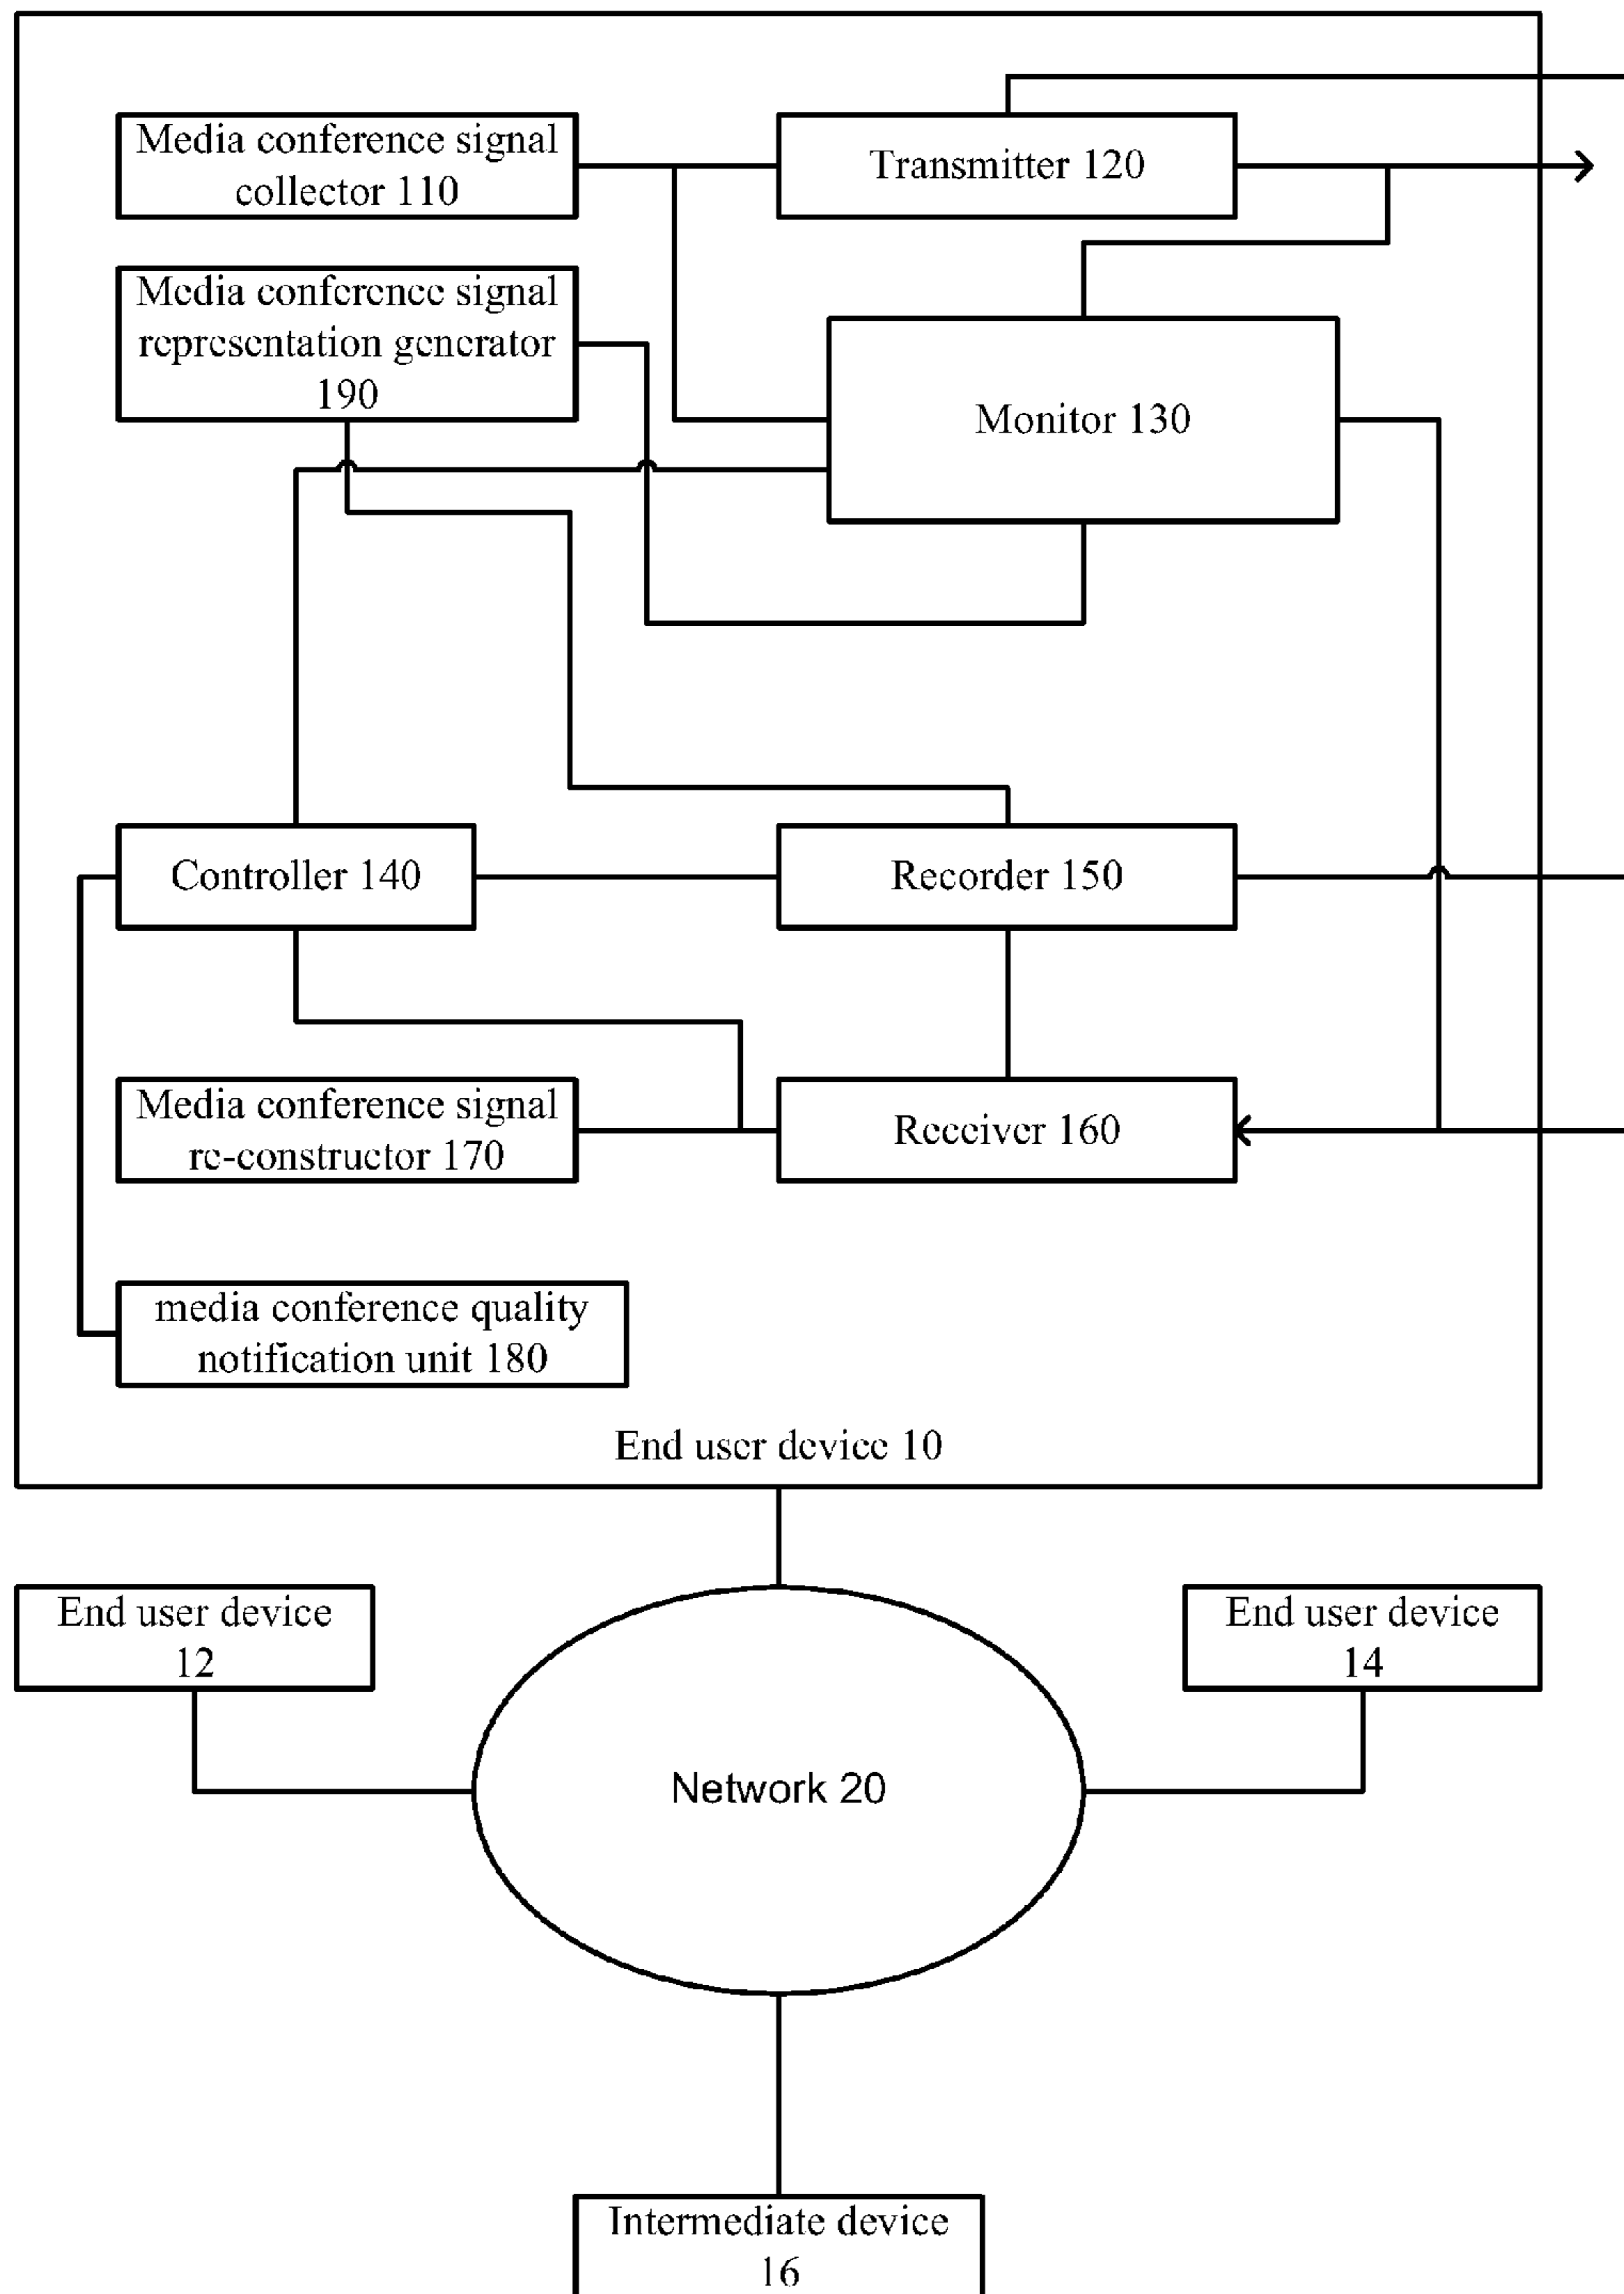 Media conference signal
collector 110
Transmitter 120
Media conference signal
representation generator
190
Monitor 130
Controller 140
Recorder 150
Media conference signal
re-constructor 170
Receiver 160
media conference quality
notification unit 180
End user device 10
End user device
12
End user device
14
Network 20
Intermediate device
16